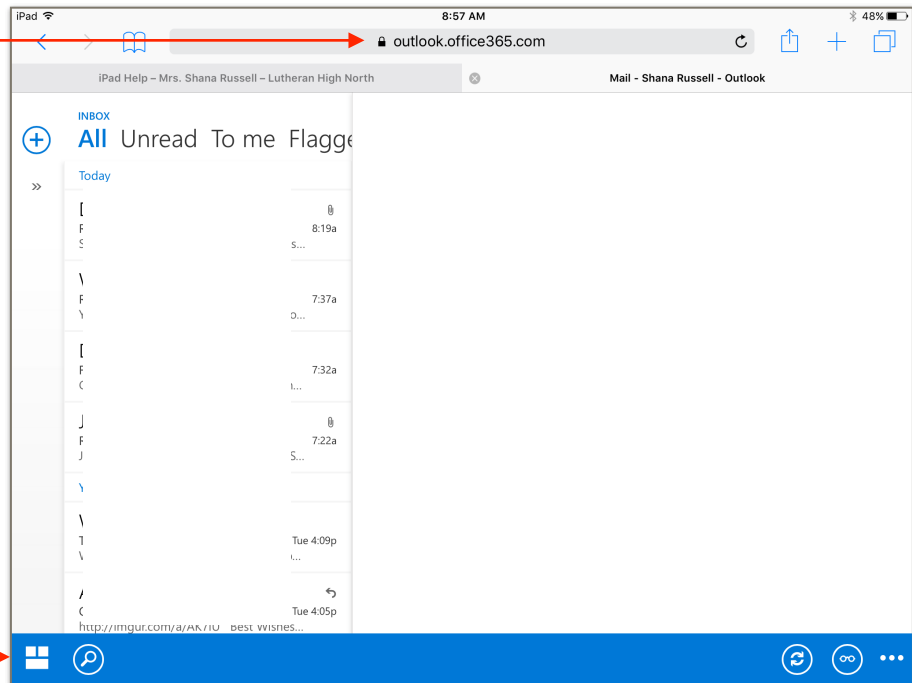 iPad 8:57 AM 48%
outlook.office365.com
iPad Help – Mrs. Shana Russell – Lutheran High North Mail - Shana Russell - Outlook
INBOX
All Unread To me
Today
8:19a
7:37a
7:32a
7:22a
Tue 4:09p
Tue 4:05p
Best Wishes...